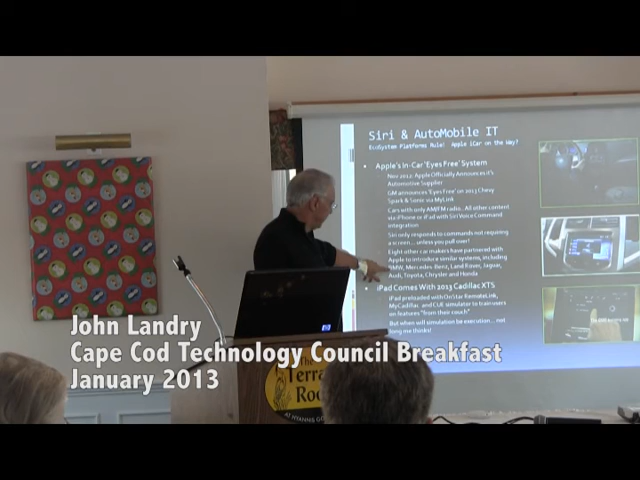 Siri & AutoMobile IT
EcoSystem Platforms Rule! Apple iCar on the Way?
Apple's In-Car 'Eyes Free' System
Nov 2012: Apple Officially Announces it's
Automotive Supplier
GM announces 'Eyes Free' on 2013 Chevy
Spark & Sonic via MyLink
Cars with only AM/FM radio.. All other content
via iPhone or iPad with Siri Voice Command
integration
Siri only responds to commands not requiring
a screen... unless you pull over!
Eight other car makers have partnered with
Apple to introduce similar systems, including
BMW, Mercedes-Benz, Land Rover, Jaguar,
Audi, Toyota, Chrysler and Honda
iPad Comes With 2013 Cadillac XTS
iPad preloaded with OnStar RemoteLink,
MyCadillac and CUE simulator to train users
on features "from their couch"
But when will simulation be execution... not
long me thinks!
John Landry
Cape Cod Technology Council Breakfast
January 2013
Terra
Roo
AT HYANNIS GO